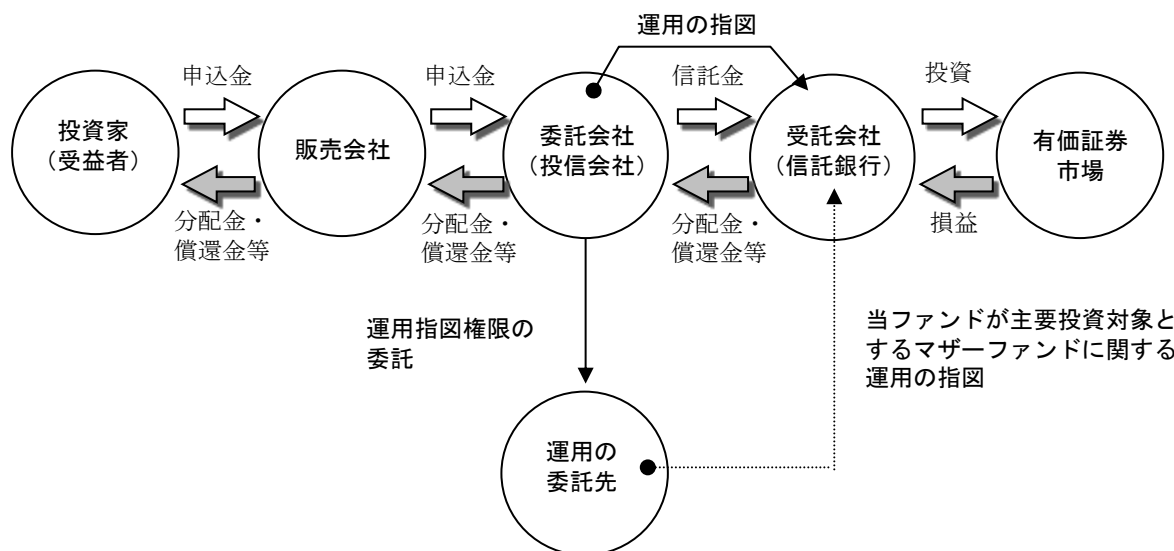 運用の指図
申込金
申込金
信託金
投資
投資家
（受益者）
販売会社
委託会社
（投信会社）
受託会社
（信託銀行）
有価証券
市場
分配金・
償還金等
分配金・
償還金等
分配金・
償還金等
損益
運用指図権限の
委託
当ファンドが主要投資対象と
するマザーファンドに関する
運用の指図
運用の
委託先